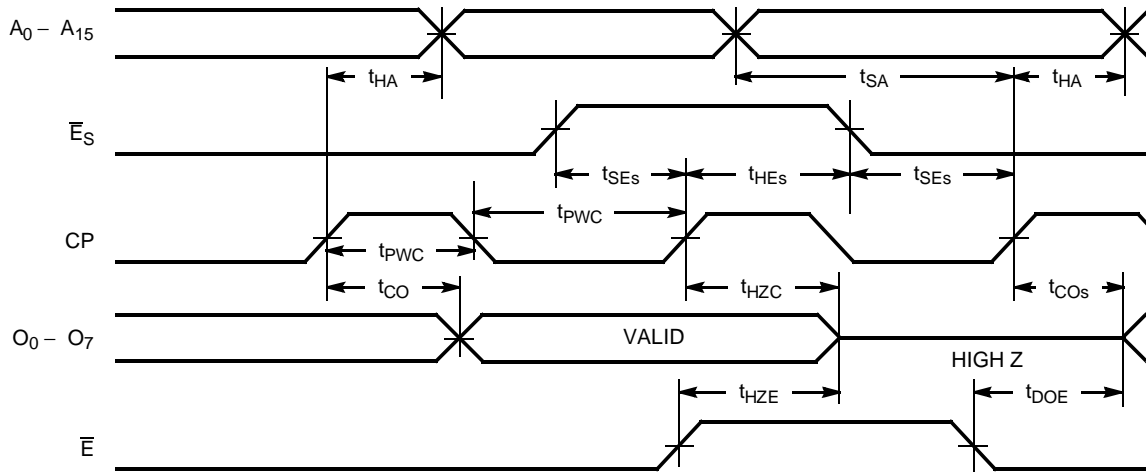 A0 – A15
tHA tSA tHA
ES
tSEs tHEs tSEs
tPWC
CP
tPWC
tCO tHZC tCOs
O0 – O7 VALID
HIGH Z
tHZE tDOE
E